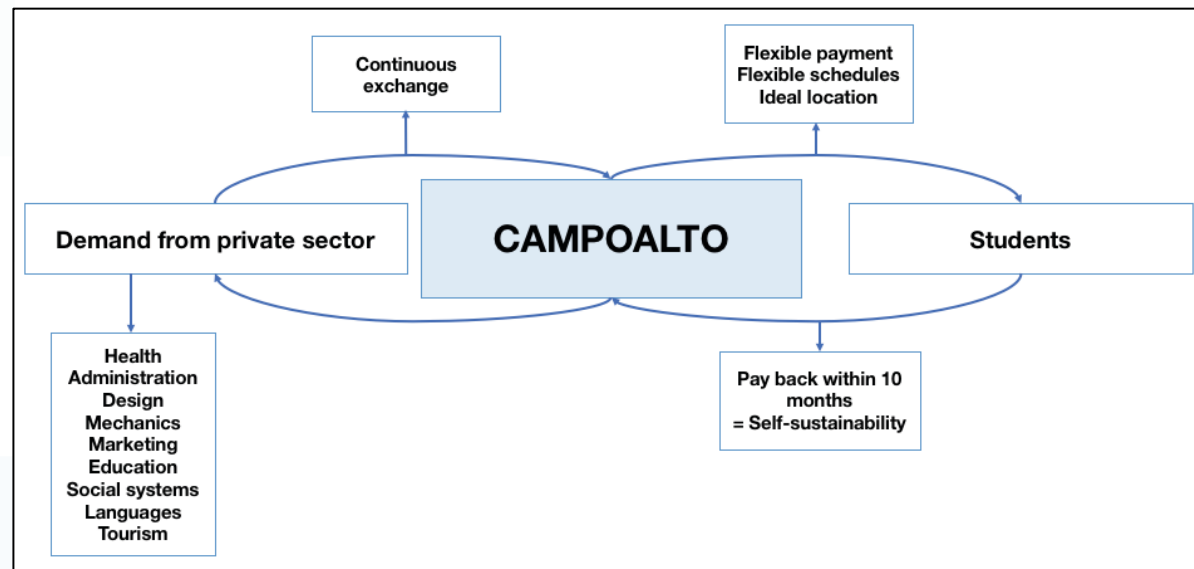 Continuous
exchange
Flexible payment
Flexible schedules
Ideal location
Demand from private sector
CAMPOALTO
Students
Health
Administration
Design
Mechanics
Marketing
Education
Social systems
Languages
Tourism
Pay back within 10
months
= Self-sustainability